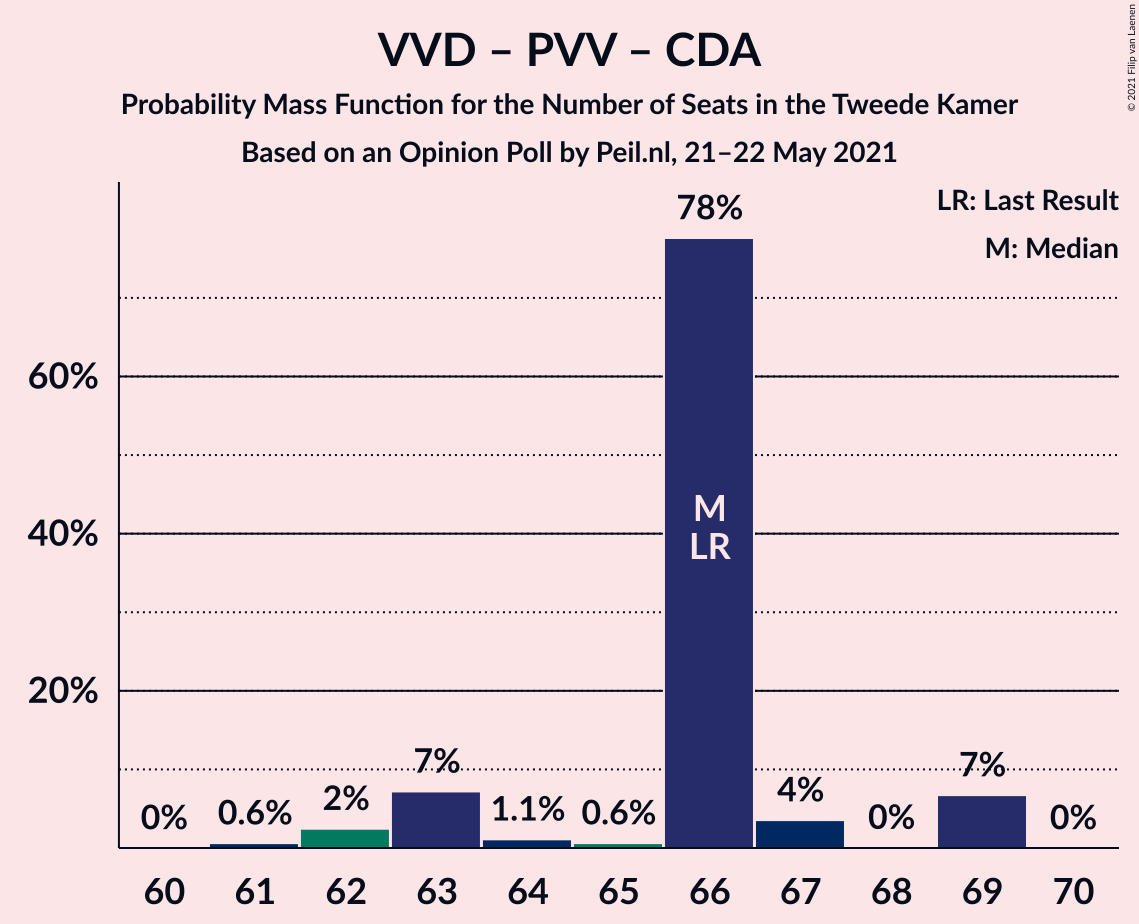 VVD – PVV – CDA
Probability Mass Function for the Number of Seats in the Tweede Kamer
Based on an Opinion Poll by Peil.nl, 21–22 May 2021
© 2021 Filip van Laenen
LR: Last Result
M: Median
60%
40%
20%
0%
0.6%
2%
7%
1.1%
0.6%
78%
M
LR
4%
0%
7%
0%
60 61 62 63 64 65 66 67 68 69 70